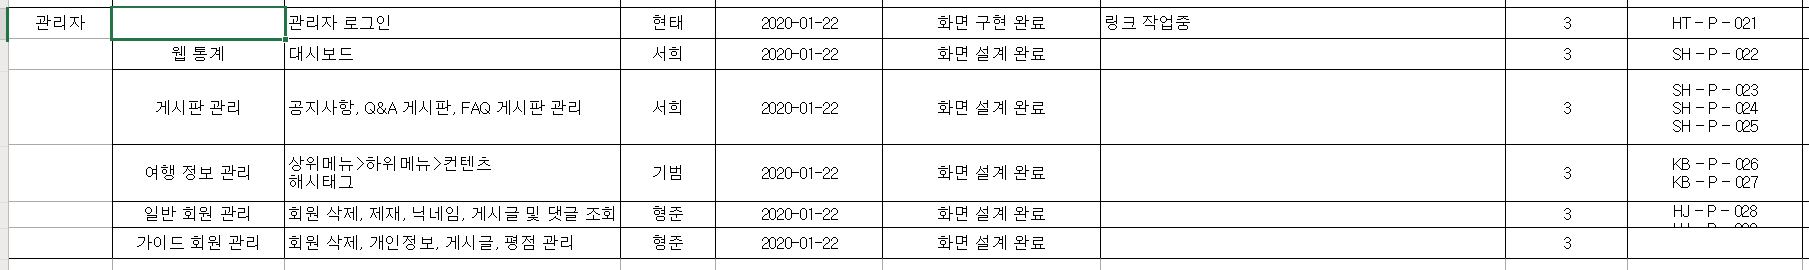 관리자 관리자 로그인 현태 2020-01-22 화면 구현 완료 링크 작업중 3 HT - P - 021
웹 통계 대시보드 서희 2020-01-22 화면 설계 완료 3 SH - P - 022
게시판 관리 공지사항, Q&A 게시판, FAQ 게시판 관리 서희 2020-01-22 화면 설계 완료 3 SH - P - 023
SH - P - 024
SH - P - 025
여행 정보 관리 상위메뉴>하위메뉴>컨텐츠 기범 2020-01-22 화면 설계 완료 3 KB - P - 026
해시태그 KB - P - 027
일반 회원 관리 회원 삭제, 제재, 닉네임, 게시글 및 댓글 조회 형준 2020-01-22 화면 설계 완료 3 HJ - P - 028
가이드 회원 관리 회원 삭제, 개인정보, 게시글, 평점 관리 형준 2020-01-22 화면 설계 완료 3